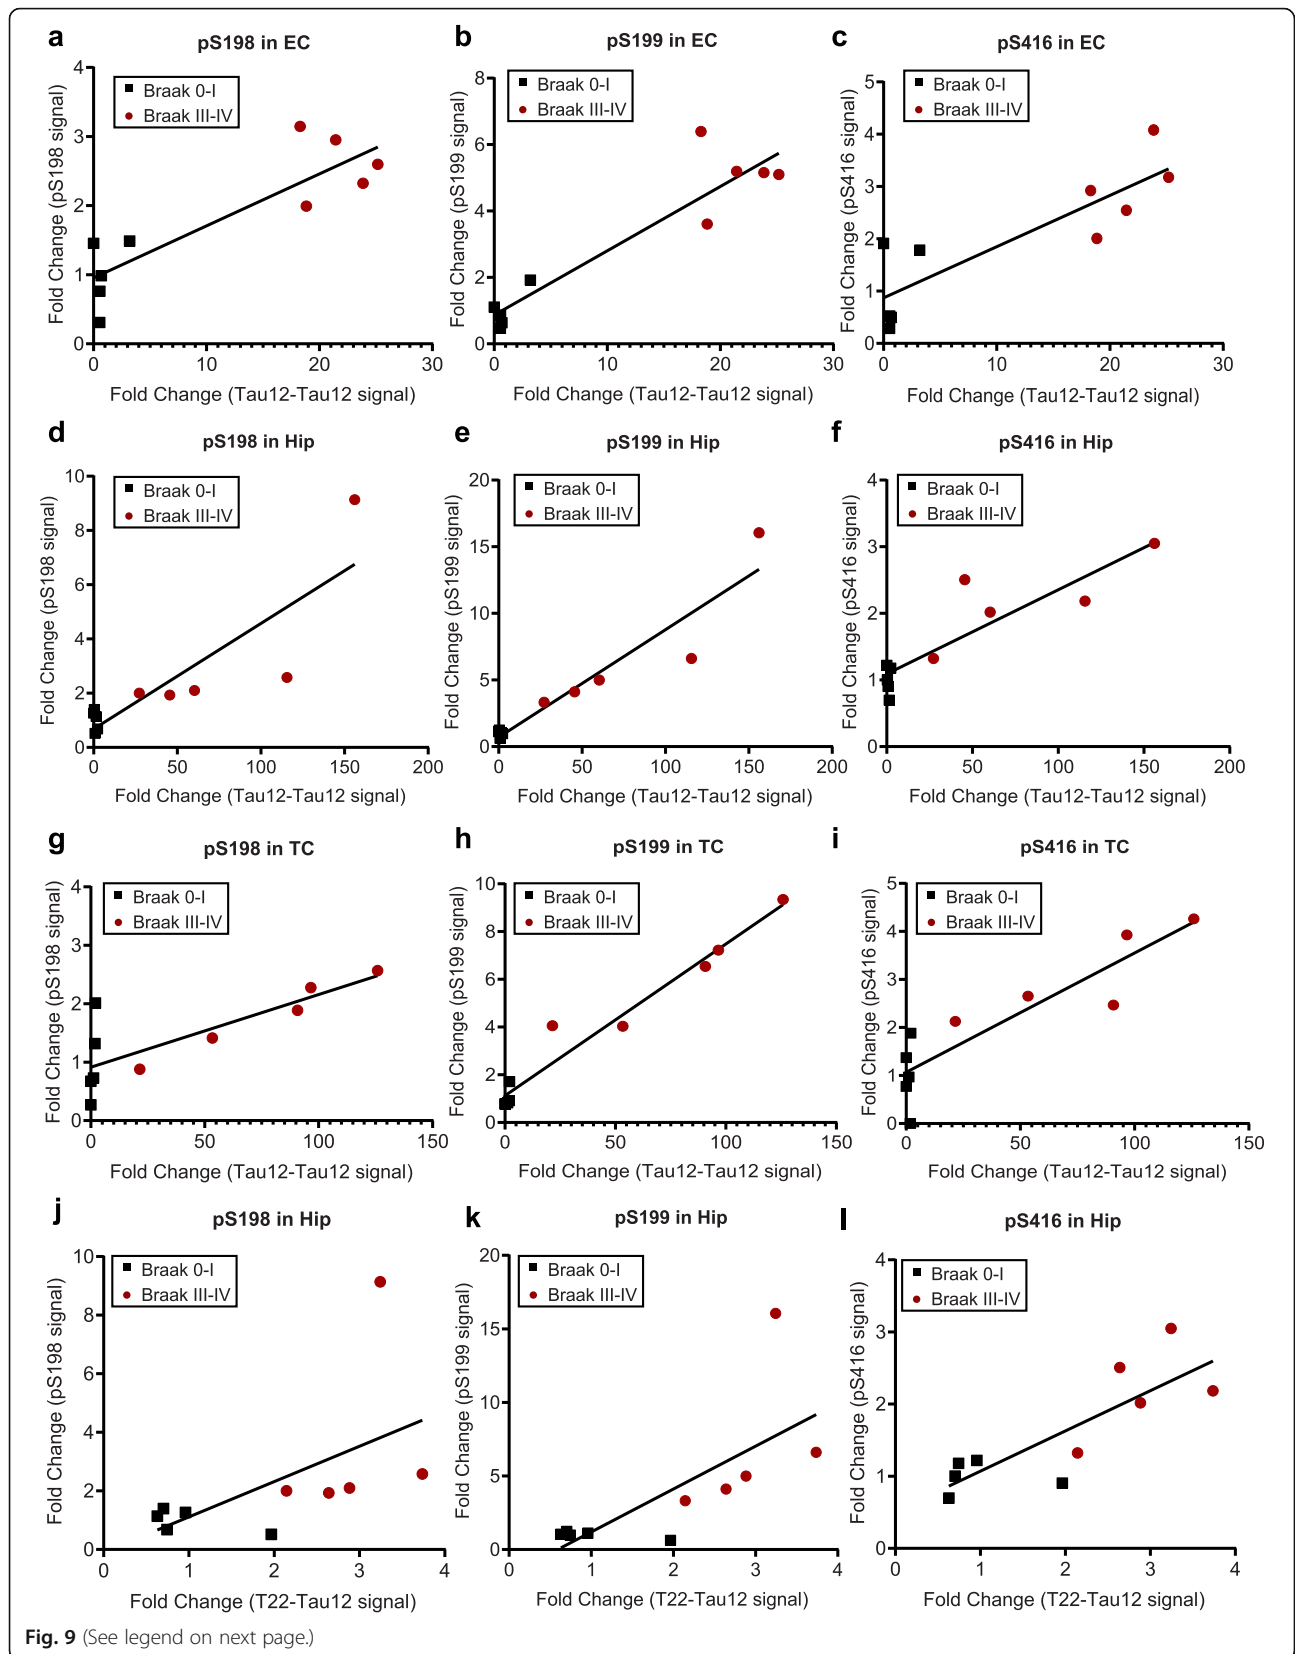 a
pS198 in EC
Fold Change (pS198 signal)
4
3
2
1
0
Braak 0-I
Braak III-IV
0 10 20 30
Fold Change (Tau12-Tau12 signal)
b
pS199 in EC
Fold Change (pS199 signal)
8
6
4
2
0
Braak 0-I
Braak III-IV
0 10 20 30
Fold Change (Tau12-Tau12 signal)
c
pS416 in EC
Fold Change (pS416 signal)
5
4
3
2
1
0
Braak 0-I
Braak III-IV
0 10 20 30
Fold Change (Tau12-Tau12 signal)
d
pS198 in Hip
Fold Change (pS198 signal)
10
8
6
4
2
0
Braak 0-I
Braak III-IV
0 50 100 150 200
Fold Change (Tau12-Tau12 signal)
e
pS199 in Hip
Fold Change (pS199 signal)
20
15
10
5
0
Braak 0-I
Braak III-IV
0 50 100 150 200
Fold Change (Tau12-Tau12 signal)
f
pS416 in Hip
Fold Change (pS416 signal)
4
3
2
1
0
Braak 0-I
Braak III-IV
0 50 100 150 200
Fold Change (Tau12-Tau12 signal)
g
pS198 in TC
Fold Change (pS198 signal)
4
3
2
1
0
Braak 0-I
Braak III-IV
0 50 100 150
Fold Change (Tau12-Tau12 signal)
h
pS199 in TC
Fold Change (pS199 signal)
10
8
6
4
2
0
Braak 0-I
Braak III-IV
0 50 100 150
Fold Change (Tau12-Tau12 signal)
i
pS416 in TC
Fold Change (pS416 signal)
5
4
3
2
1
0
Braak 0-I
Braak III-IV
0 50 100 150
Fold Change (Tau12-Tau12 signal)
j
pS198 in Hip
Fold Change (pS198 signal)
10
8
6
4
2
0
Braak 0-I
Braak III-IV
0 1 2 3 4
Fold Change (T22-Tau12 signal)
k
pS199 in Hip
Fold Change (pS199 signal)
20
15
10
5
0
Braak 0-I
Braak III-IV
0 1 2 3 4
Fold Change (T22-Tau12 signal)
l
pS416 in Hip
Fold Change (pS416 signal)
4
3
2
1
0
Braak 0-I
Braak III-IV
0 1 2 3 4
Fold Change (T22-Tau12 signal)
Fig. 9 (See legend on next page.)